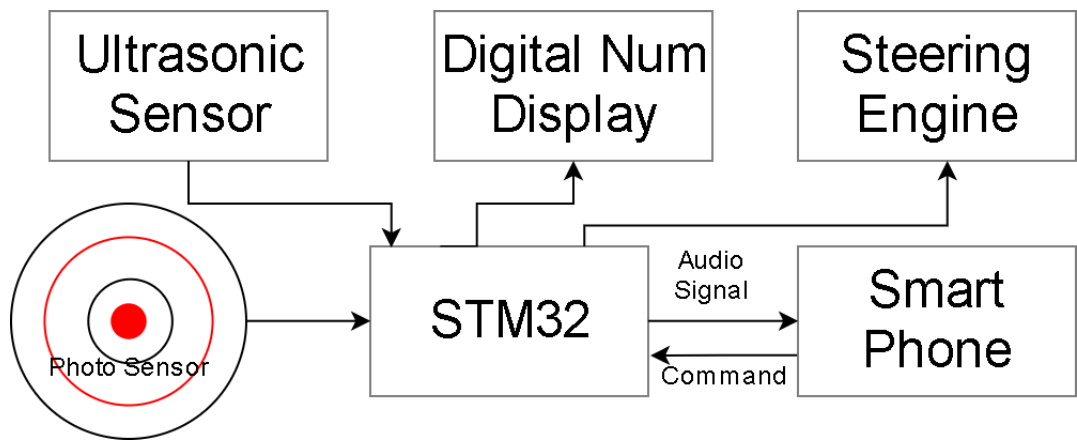 Ultrasonic
Sensor
Digital Num
Display
Steering
Engine
Photo Sensor
STM32
Audio
Signal
Command
Smart
Phone